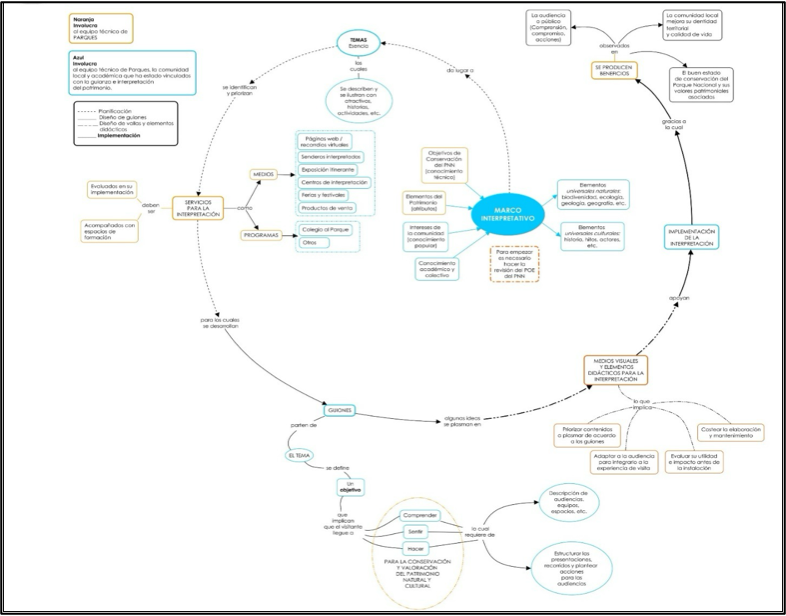 Naranja
Involucra
al equipo técnico de
PARQUES
Azul
Involucra
al equipo técnico de Parques, la comunidad
local y académica que ha estado vinculados
con la guianza e interpretación
del patrimonio.
Planificación
Diseño de guiones
Diseño de vallas y elementos
didácticos
Implementación
TEMAS
Esencia
los
cuales
Se describen y
se ilustran con
atractivos,
historias,
actividades, etc.
da lugar a
se identifican
y priorizan
La audiencia
o público
(Comprensión,
compromiso,
acciones)
La comunidad local
mejora su identidad
territorial
y calidad de vida
observados
en:
SE PRODUCEN
BENEFICIOS
El buen estado
de conservación del
Parque Nacional y sus
valores patrimoniales
asociados
gracias a
la cual
Páginas web /
recorridos virtuales
Senderos interpretados
Exposición itinerante
Centros de interpretación
Ferias y festivales
Productos de venta
MEDIOS
Evaluados en su
implementación
deben
ser
SERVICIOS
PARA LA
INTERPRETACIÓN
como
Acompañados con
espacios de
formación
PROGRAMAS
Colegio al Parque
Otros
Objetivos de
Conservación
del PNN
(conocimiento
técnico)
Elementos del
Patrimonio
(atributos)
Intereses de
la comunidad
(conocimiento
popular)
Conocimiento
académico y
colectivo
MARCO
INTERPRETATIVO
Para empezar
es necesario
hacer la
revisión del POE
del PNN
Elementos
universales naturales:
biodiversidad, ecología,
geología, geografía, etc.
Elementos
universales culturales:
historia, hitos, actores,
etc.
IMPLEMENTACIÓN
DE LA
INTERPRETACIÓN
apoyan
para los cuales
se desarrollan
MEDIOS VISUALES
Y ELEMENTOS
DIDÁCTICOS PARA LA
INTERPRETACIÓN
lo que
implica
Priorizar contenidos
a plasmar de acuerdo
a los guiones
Costear la elaboración
y mantenimiento
Adaptar a la audiencia
para integrarlo a la
experiencia de visita
Evaluar su utilidad
e impacto antes de
la instalación
GUIONES
algunas ideas
se plasman en
parten de
EL TEMA
se define
un
objetivo
que
implican
que el visitante
llegue a
Comprender
Sentir
Hacer
PARA LA CONSERVACIÓN
Y VALORACIÓN
DEL PATRIMONIO
NATURAL Y
CULTURAL
lo cual
requiere de
Descripción de
audiencias,
equipos,
espacios, etc.
Estructurar las
presentaciones,
recorridos y plantear
acciones
para las
audiencias